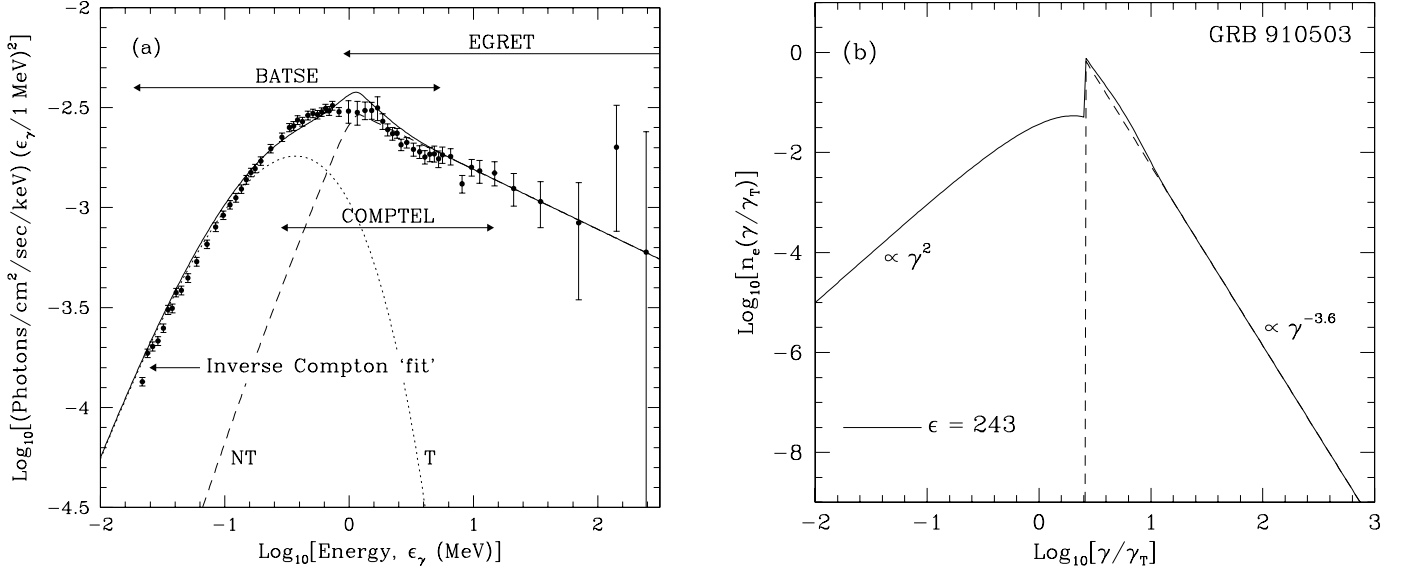 −2
−2.5
−3
−3.5
−4
−4.5
Log₁₀[(Photons/cm²/sec/keV) (ϵᵧ/1 MeV)²]
(a)
EGRET
BATSE
COMPTEL
Inverse Compton ‘fit’
NT
T
−2
−1
0
1
2
Log₁₀[Energy, ϵᵧ (MeV)]
0
−2
−4
−6
−8
Log₁₀[nₑ(γ/γ_T)]
(b)
GRB 910503
∝ γ²
∝ γ^−3.6
ϵ = 243
−2
−1
0
1
2
3
Log₁₀[γ/γ_T]